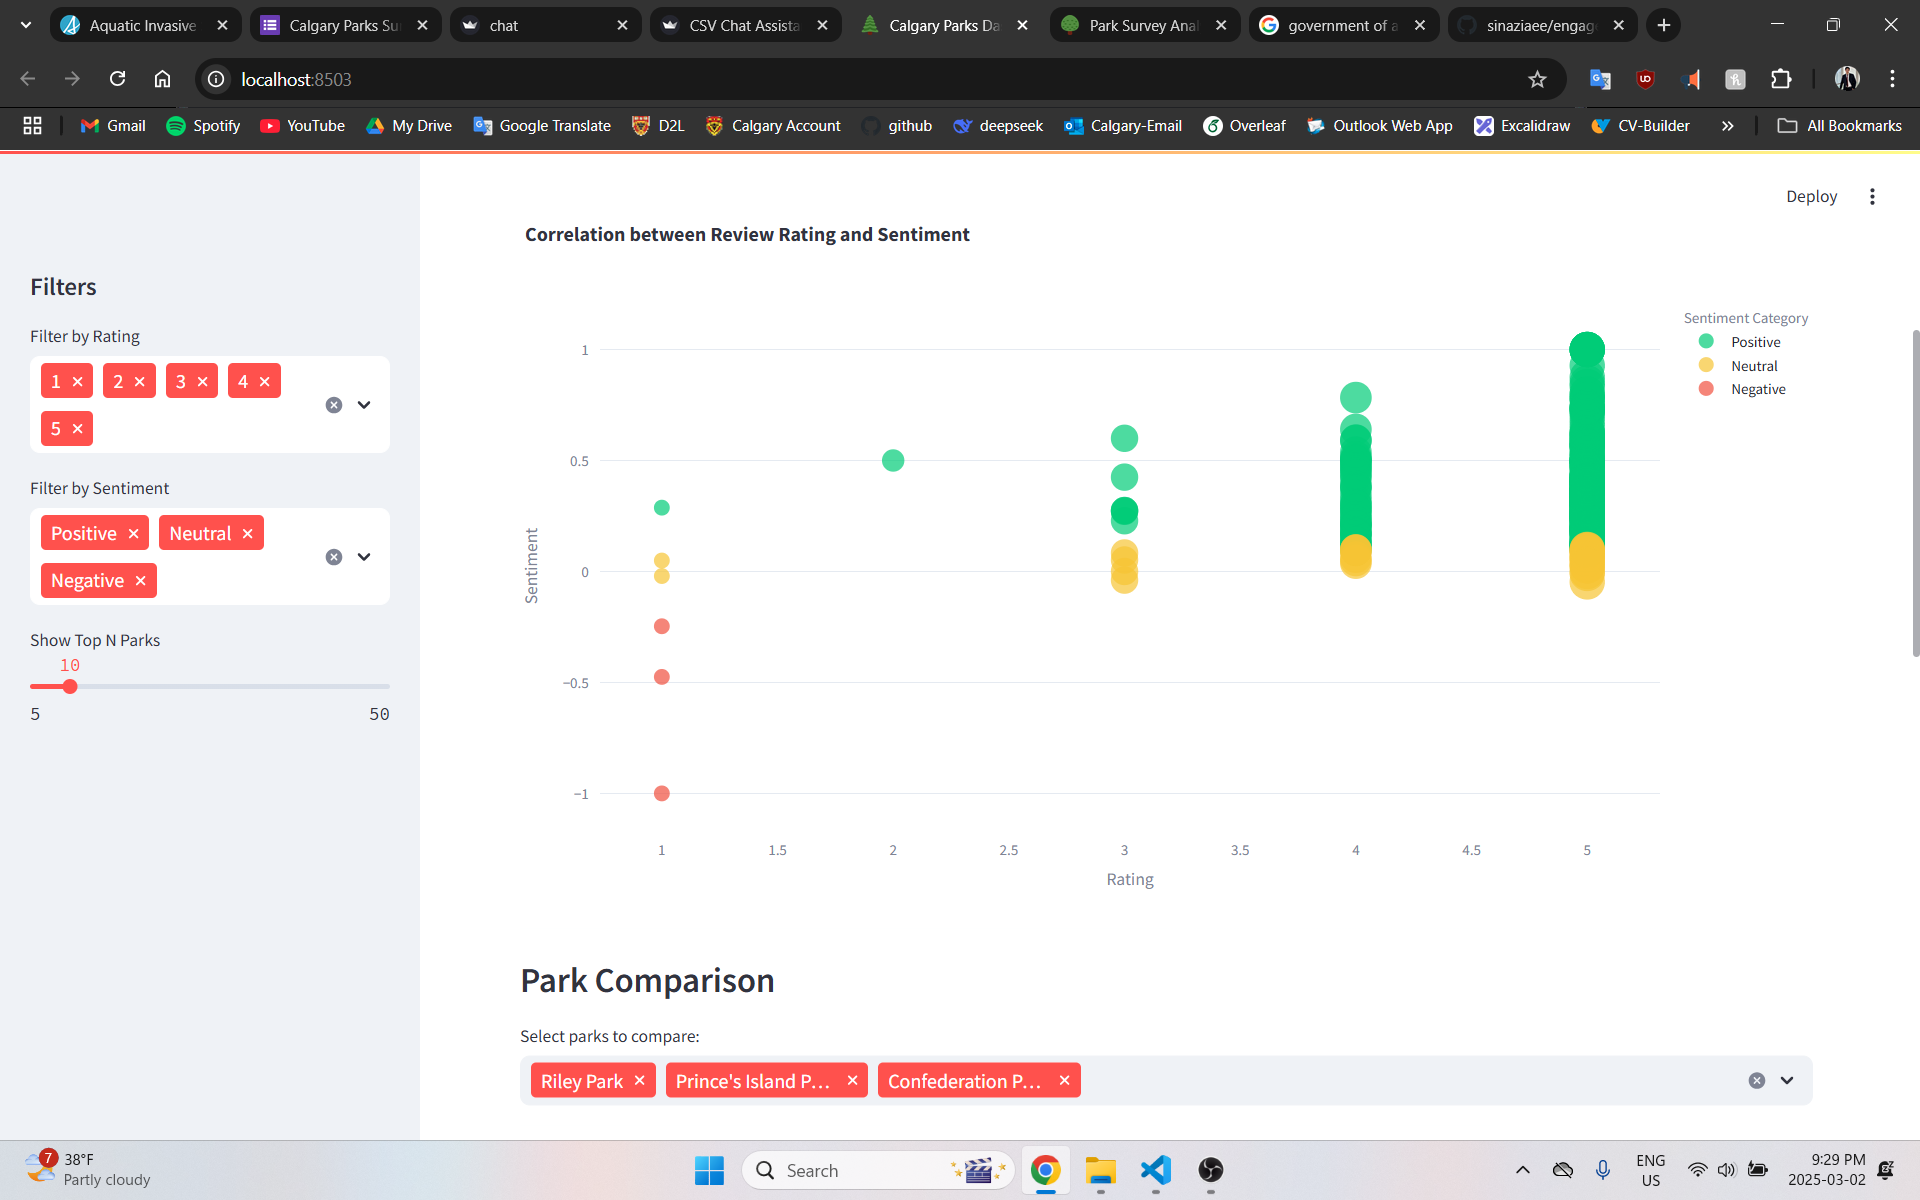 Aquatic Invasive
Calgary Parks Su
chat
CSV Chat Assista
Calgary Parks Da
Park Survey Anal
government of a
sinaziaee/engag
localhost:8503
Gmail
Spotify
YouTube
My Drive
Google Translate
D2L
Calgary Account
github
deepseek
Calgary-Email
Overleaf
Outlook Web App
Excalidraw
CV-Builder
All Bookmarks
Deploy
Filters
Filter by Rating
1 2 3 4
5
Filter by Sentiment
Positive Neutral
Negative
Show Top N Parks
10
5 50
Correlation between Review Rating and Sentiment
Sentiment Category
Positive
Neutral
Negative
1
0.5
0
−0.5
−1
Sentiment
1 1.5 2 2.5 3 3.5 4 4.5 5
Rating
Park Comparison
Select parks to compare:
Riley Park Prince's Island P... Confederation P...
7
38°F
Partly cloudy
Search
ENG
US
9:29 PM
2025-03-02